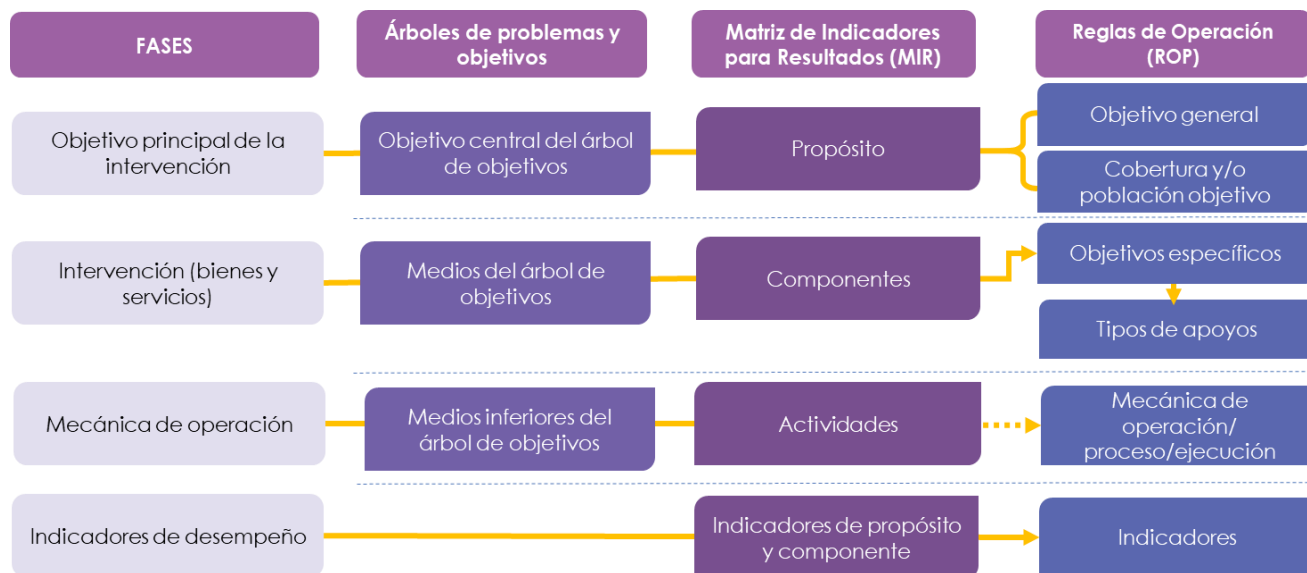 FASES
Árboles de problemas y
objetivos
Matriz de Indicadores
para Resultados (MIR)
Reglas de Operación
(ROP)
Objetivo principal de la
intervención
Objetivo central del árbol
de objetivos
Propósito
Objetivo general
Cobertura y/o
población objetivo
Intervención (bienes y
servicios)
Medios del árbol de
objetivos
Componentes
Objetivos específicos
Tipos de apoyos
Mecánica de operación
Medios inferiores del
árbol de objetivos
Actividades
Mecánica de
operación/
proceso/ejecución
Indicadores de desempeño
Indicadores de propósito
y componente
Indicadores